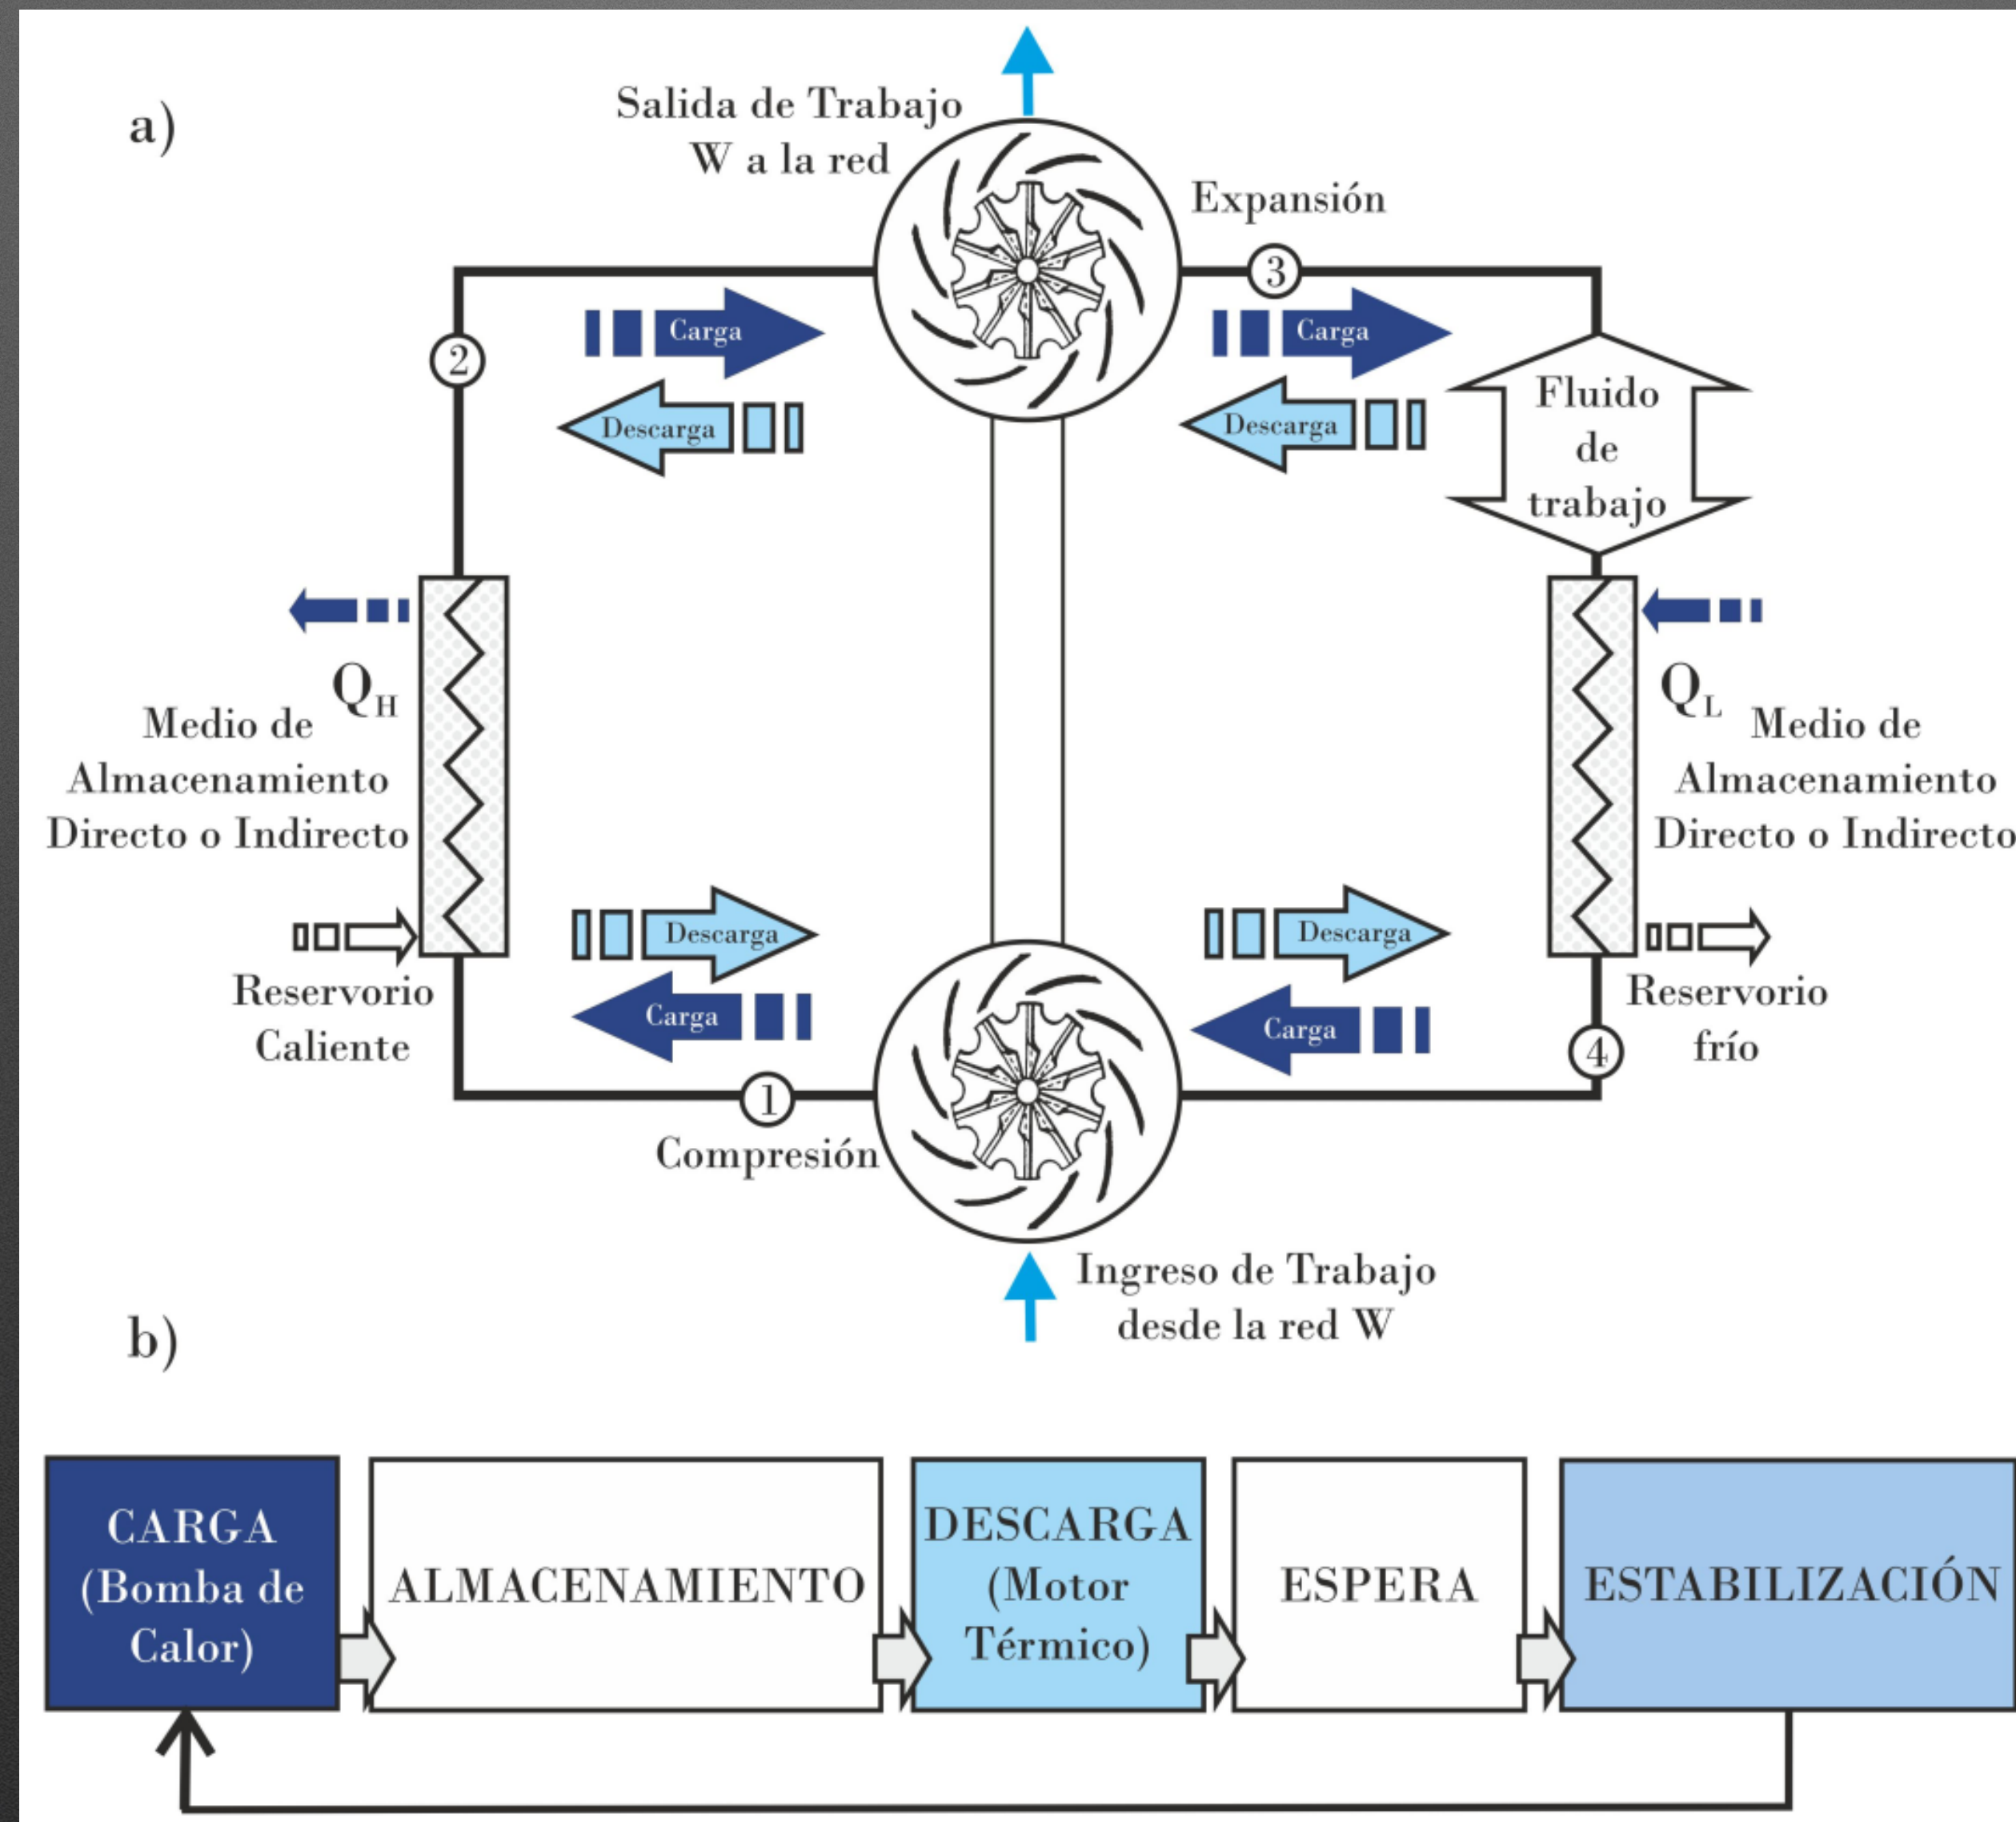 a)
Salida de Trabajo
W a la red
Expansión
3
Carga
Carga
2
Descarga
Descarga
Fluido
de
trabajo
Q_H
Medio de
Almacenamiento
Directo o Indirecto
Q_L
Medio de
Almacenamiento
Directo o Indirecto
Descarga
Descarga
Reservorio
Caliente
Carga
Carga
Reservorio
frío
4
1
Compresión
Ingreso de Trabajo
desde la red W
b)
CARGA
(Bomba de
Calor)
ALMACENAMIENTO
DESCARGA
(Motor
Térmico)
ESPERA
ESTABILIZACIÓN